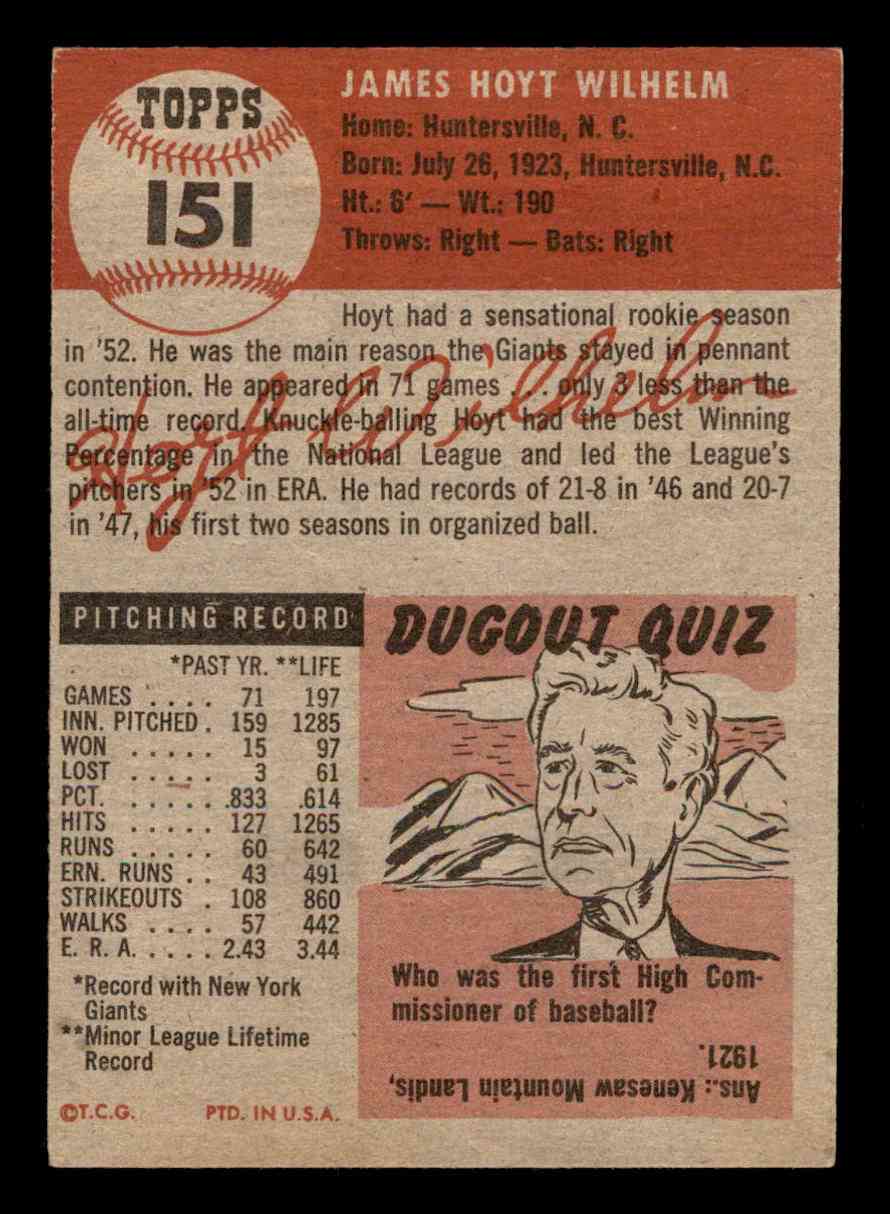 TOPPS
151
JAMES HOYT WILHELM
Home: Huntersville, N. C.
Born: July 26, 1923, Huntersville, N.C.
Ht.: 6' — Wt.: 190
Throws: Right — Bats: Right
Hoyt had a sensational rookie season
in '52. He was the main reason the Giants stayed in pennant
contention. He appeared in 71 games . . . only 3 less than the
all-time record. Knuckle-balling Hoyt had the best Winning
Percentage in the National League and led the League's
pitchers in '52 in ERA. He had records of 21-8 in '46 and 20-7
in '47, his first two seasons in organized ball.
Hoyt Wilhelm
PITCHING RECORD
*PAST YR. **LIFE
GAMES . . . . 71 197
INN. PITCHED . 159 1285
WON . . . . . 15 97
LOST . . . . . 3 61
PCT. . . . . . .833 .614
HITS . . . . . 127 1265
RUNS . . . . . 60 642
ERN. RUNS . . 43 491
STRIKEOUTS . 108 860
WALKS . . . . 57 442
E. R. A. . . . . 2.43 3.44
*Record with New York
Giants
**Minor League Lifetime
Record
©T.C.G. PTD. IN U.S.A.
DUGOUT QUIZ
Who was the first High Com-
missioner of baseball?
Ans.: Kenesaw Mountain Landis,
1921.